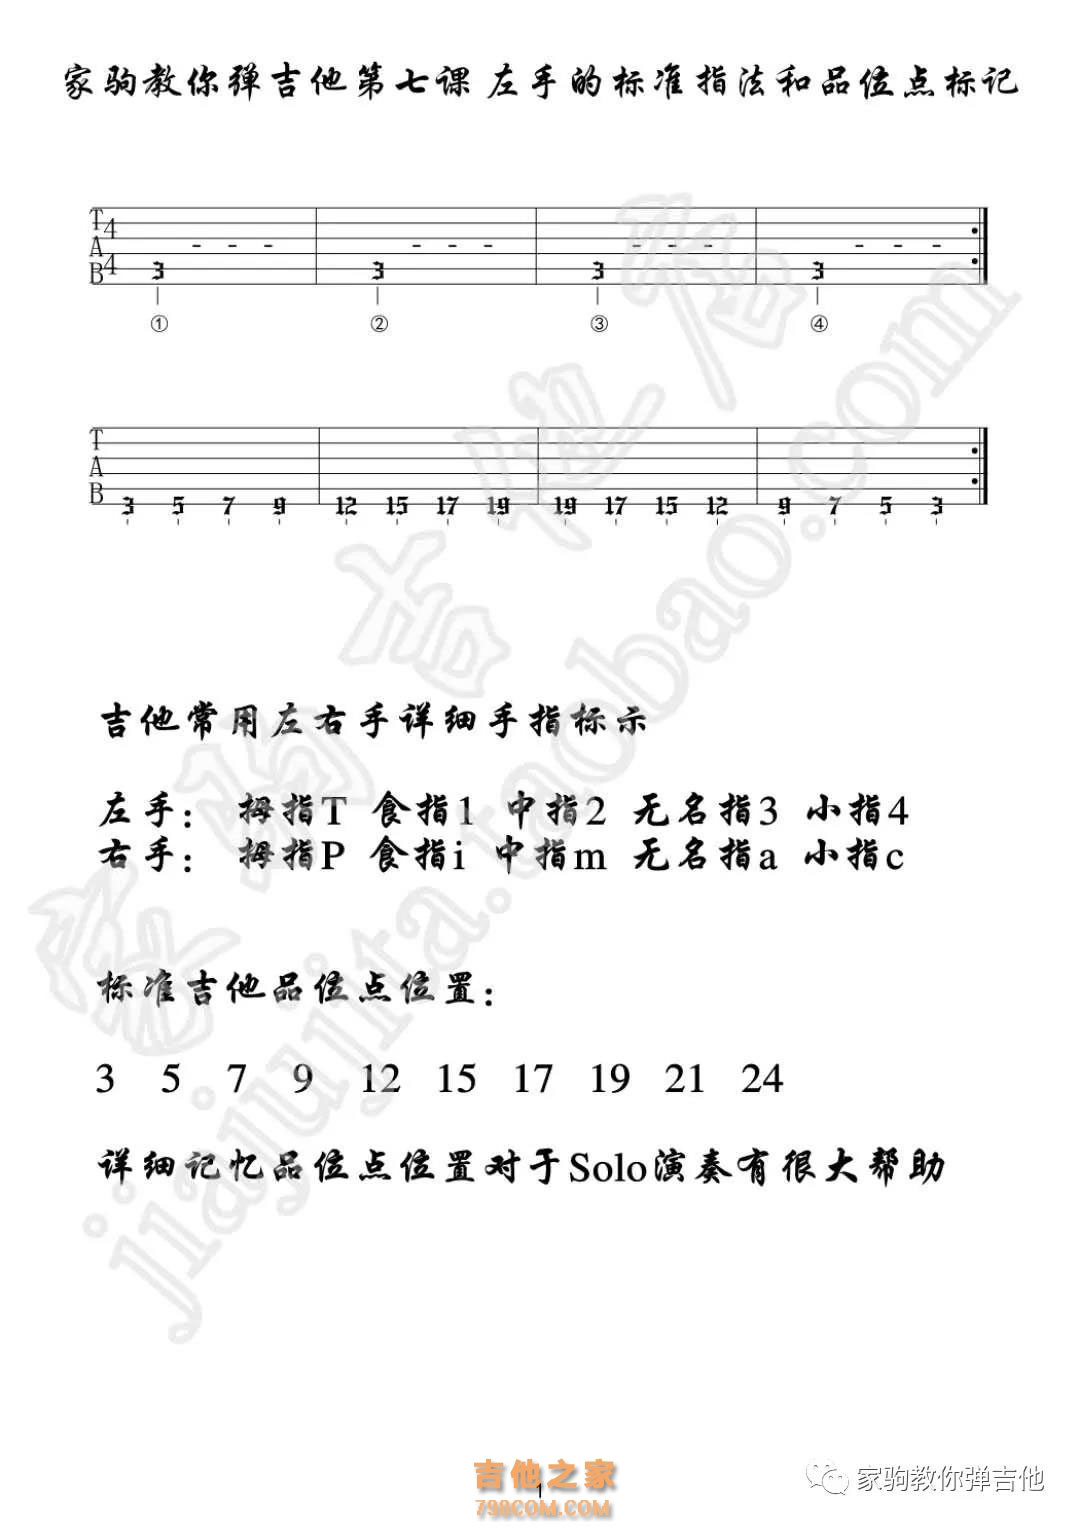 家驹教你弹吉他第七课 左手的标准指法和品位点标记
T A B 4 4 - - - - - - - - - - - -
3 3 3 3
① ② ③ ④
T A B
3 5 7 9 12 15 17 19 19 17 15 12 9 7 5 3
吉他常用左右手详细手指标示
左手： 拇指T 食指1 中指2 无名指3 小指4
右手： 拇指P 食指i 中指m 无名指a 小指c
标准吉他品位点位置：
3 5 7 9 12 15 17 19 21 24
详细记忆品位点位置对于Solo演奏有很大帮助
家驹吉他店
jiajujita.taobao.com
吉他之家
798COM.COM
1
家驹教你弹吉他